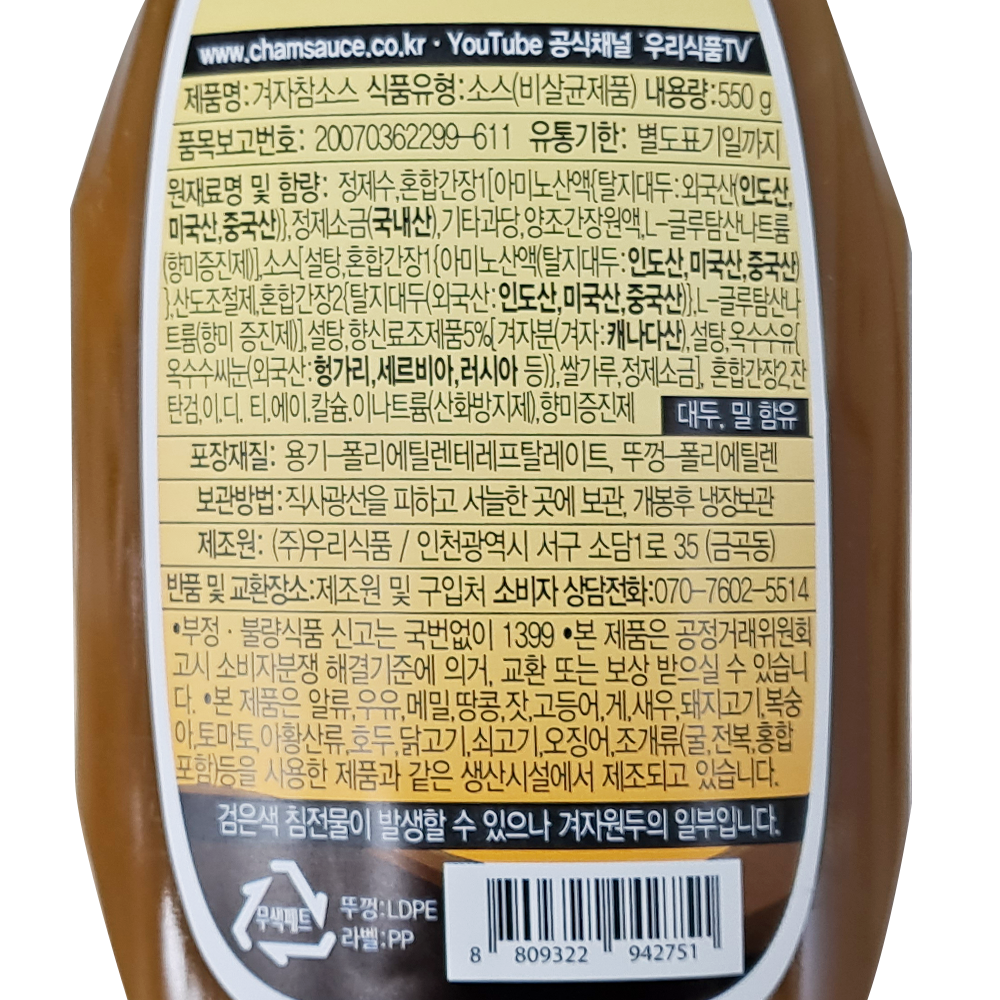 www.chamsauce.co.kr · YouTube 공식채널 '우리식품TV'
제품명:겨자참소스 식품유형:소스(비살균제품) 내용량:550 g
품목보고번호: 20070362299-611 유통기한: 별도표기일까지
원재료명 및 함량: 정제수,혼합간장1[아미노산액{탈지대두:외국산(인도산,
미국산,중국산)},정제소금(국내산),기타과당,양조간장원액,L-글루탐산나트륨
(향미증진제)],소스[설탕,혼합간장1{아미노산액(탈지대두:인도산,미국산,중국산)
},산도조절제,혼합간장2{탈지대두(외국산:인도산,미국산,중국산)},L-글루탐산나
트륨(향미 증진제)],설탕,향신료조제품5%[겨자분(겨자:캐나다산),설탕,옥수수유{
옥수수씨눈(외국산:헝가리,세르비아,러시아 등)},쌀가루,정제소금], 혼합간장2,잔
탄검,이.디. 티.에이.칼슘.이나트륨(산화방지제),향미증진제
대두, 밀 함유
포장재질: 용기-폴리에틸렌테레프탈레이트, 뚜껑-폴리에틸렌
보관방법:직사광선을 피하고 서늘한 곳에 보관, 개봉후 냉장보관
제조원: (주)우리식품 / 인천광역시 서구 소담1로 35 (금곡동)
반품 및 교환장소:제조원 및 구입처 소비자 상담전화:070-7602-5514
•부정 · 불량식품 신고는 국번없이 1399 •본 제품은 공정거래위원회
고시 소비자분쟁 해결기준에 의거, 교환 또는 보상 받으실 수 있습니
다. •본 제품은 알류,우유,메밀,땅콩,잣,고등어,게,새우,돼지고기,복숭
아,토마토,아황산류,호두,닭고기,쇠고기,오징어,조개류(굴,전복,홍합
포함)등을 사용한 제품과 같은 생산시설에서 제조되고 있습니다.
검은색 침전물이 발생할 수 있으나 겨자원두의 일부입니다.
무색페트
뚜껑:LDPE
라벨:PP
8 809322 942751